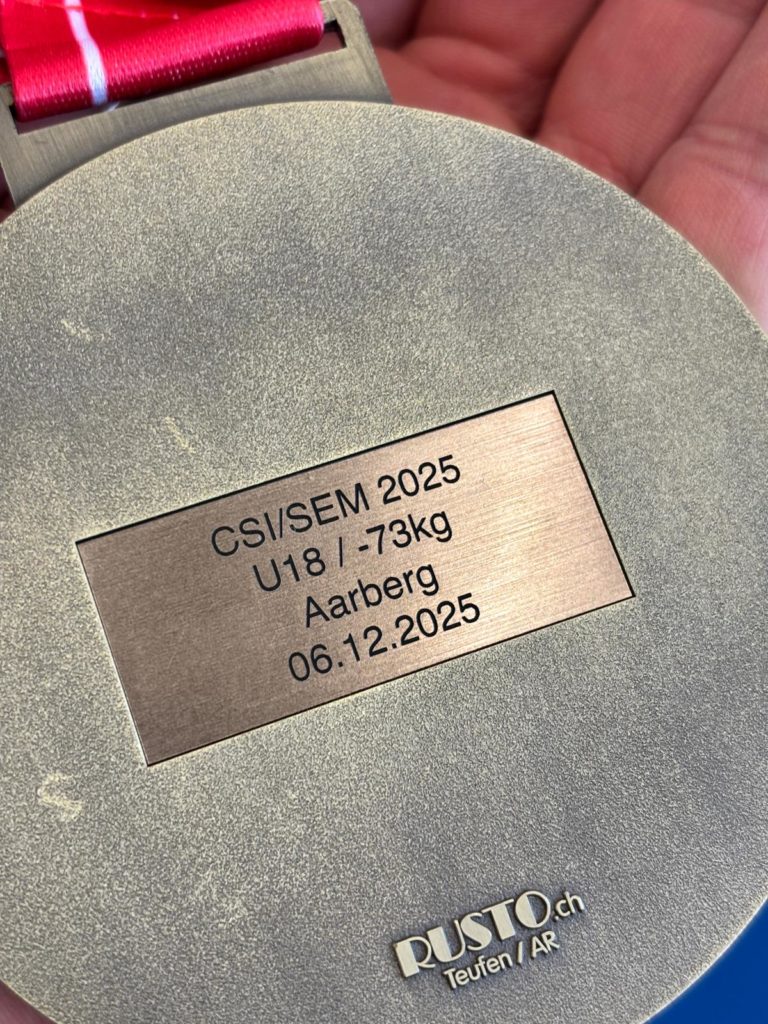 CSI/SEM 2025
U18 / -73kg
Aarberg
06.12.2025
RUSTO.ch
Teufen / AR